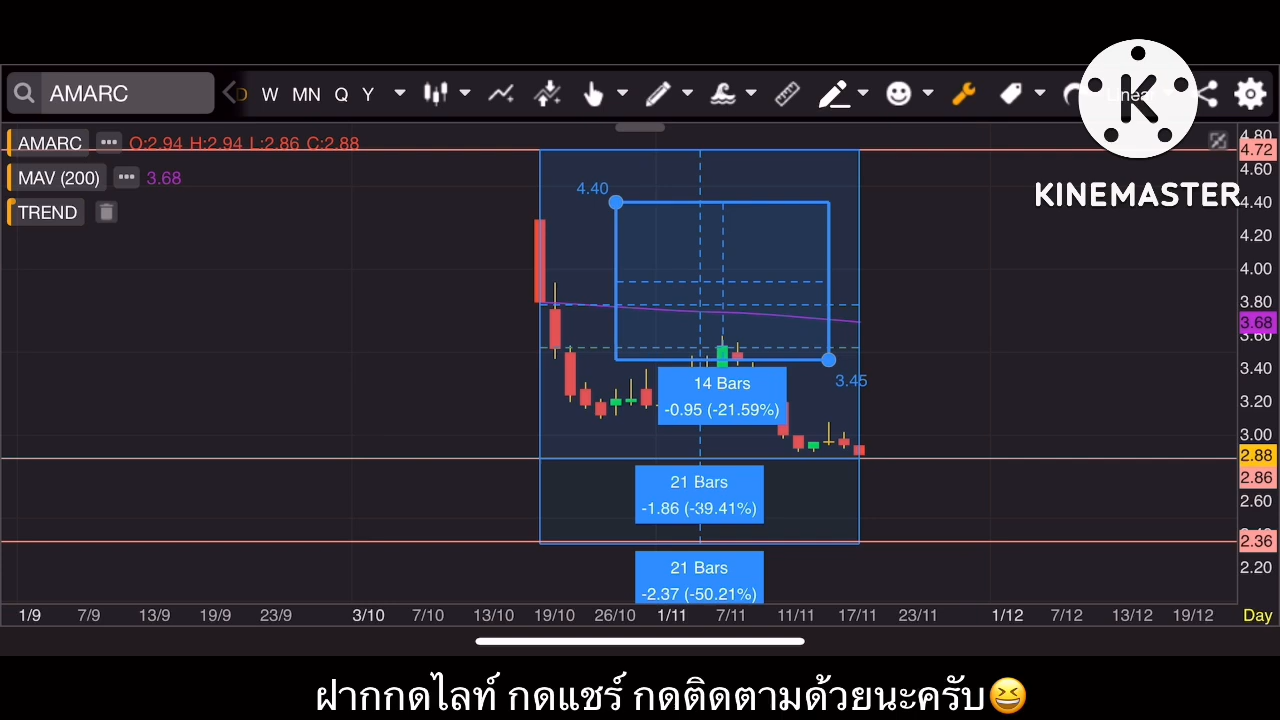 AMARC
D W MN Q Y
AMARC ••• O:2.94 H:2.94 L:2.86 C:2.88
MAV (200) ••• 3.68
TREND
K
KINEMASTER
4.80
4.72
4.60
4.40
4.20
4.00
3.80
3.68
3.60
3.40
3.20
3.00
2.88
2.86
2.60
2.36
2.20
4.40
3.45
14 Bars
-0.95 (-21.59%)
21 Bars
-1.86 (-39.41%)
21 Bars
-2.37 (-50.21%)
1/9 7/9 13/9 19/9 23/9 3/10 7/10 13/10 19/10 26/10 1/11 7/11 11/11 17/11 23/11 1/12 7/12 13/12 19/12 Day
ฝากกดไลท์ กดแชร์ กดติดตามด้วยนะครับ😆